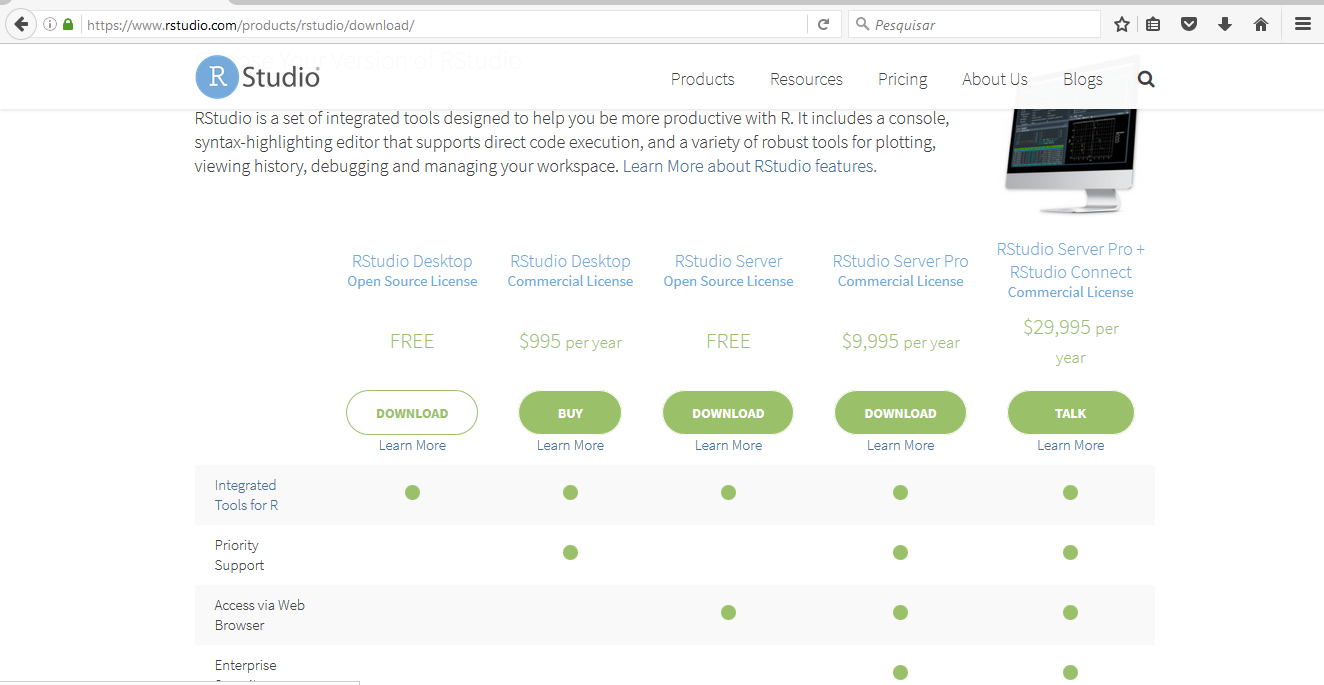 https://www.rstudio.com/products/rstudio/download/
Pesquisar
Your Version of RStudio
R Studio
Products Resources Pricing About Us Blogs
RStudio is a set of integrated tools designed to help you be more productive with R. It includes a console,
syntax-highlighting editor that supports direct code execution, and a variety of robust tools for plotting,
viewing history, debugging and managing your workspace. Learn More about RStudio features.
RStudio Desktop
Open Source License
FREE
DOWNLOAD
Learn More
RStudio Desktop
Commercial License
$995 per year
BUY
Learn More
RStudio Server
Open Source License
FREE
DOWNLOAD
Learn More
RStudio Server Pro
Commercial License
$9,995 per year
DOWNLOAD
Learn More
RStudio Server Pro +
RStudio Connect
Commercial License
$29,995 per
year
TALK
Learn More
Integrated
Tools for R
Priority
Support
Access via Web
Browser
Enterprise